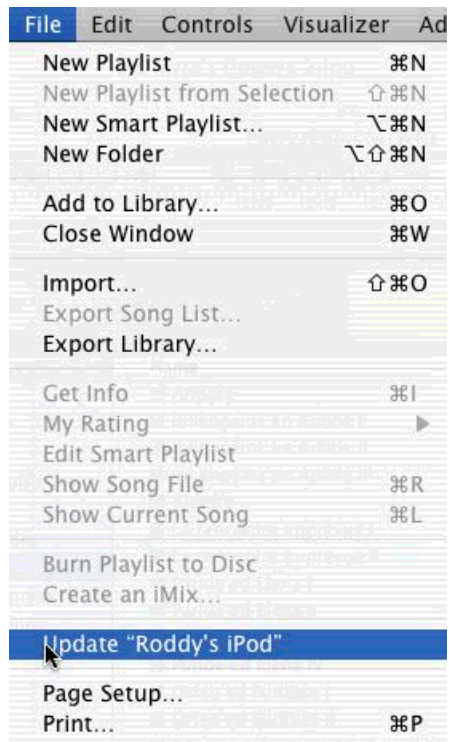 File Edit Controls Visualizer Ad
New Playlist ⌘N
New Playlist from Selection ⇧⌘N
New Smart Playlist... ⌥⌘N
New Folder ⌥⇧⌘N
Add to Library... ⌘O
Close Window ⌘W
Import... ⇧⌘O
Export Song List...
Export Library...
Get Info ⌘I
My Rating ▶
Edit Smart Playlist
Show Song File ⌘R
Show Current Song ⌘L
Burn Playlist to Disc
Create an iMix...
Update “Roddy's iPod”
Page Setup...
Print... ⌘P